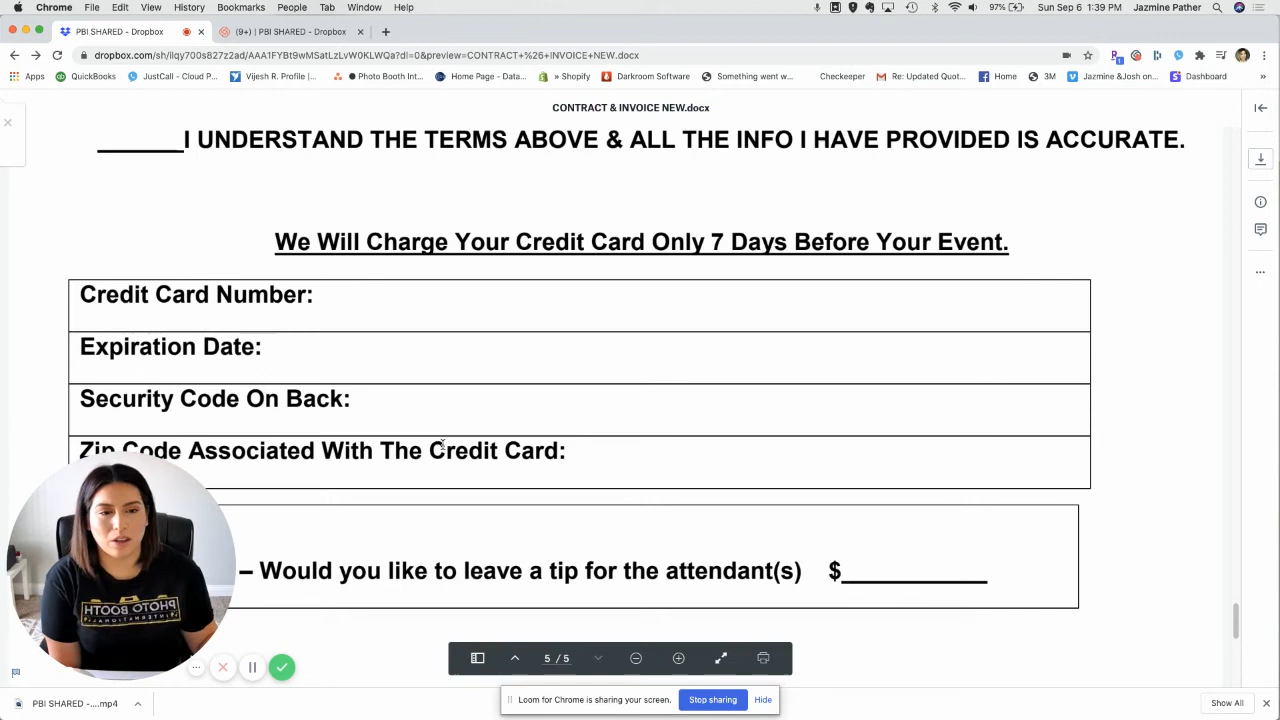 Chrome File Edit View History Bookmarks People Tab Window Help 97% Sun Sep 6 1:39 PM Jazmine Pather
PBI SHARED - Dropbox (9+) | PBI SHARED - Dropbox
dropbox.com/sh/ilqy700s827z2ad/AAA1FYBt9wMSatLzLvW0KLWQa?dl=0&preview=CONTRACT+%26+INVOICE+NEW.docx
Apps QuickBooks JustCall - Cloud P... Vijesh R. Profile |... Photo Booth Int... Home Page - Data... > Shopify Darkroom Software Something went w... Checkeeper Re: Updated Quot... Home 3M Jazmine &Josh on... Dashboard
CONTRACT & INVOICE NEW.docx
______I UNDERSTAND THE TERMS ABOVE & ALL THE INFO I HAVE PROVIDED IS ACCURATE.
We Will Charge Your Credit Card Only 7 Days Before Your Event.
Credit Card Number:
Expiration Date:
Security Code On Back:
Zip Code Associated With The Credit Card:
– Would you like to leave a tip for the attendant(s) $___________
PHOTO BOOTH
INTERNATIONAL
5 / 5
Loom for Chrome is sharing your screen. Stop sharing Hide
PBI SHARED -....mp4 Show All